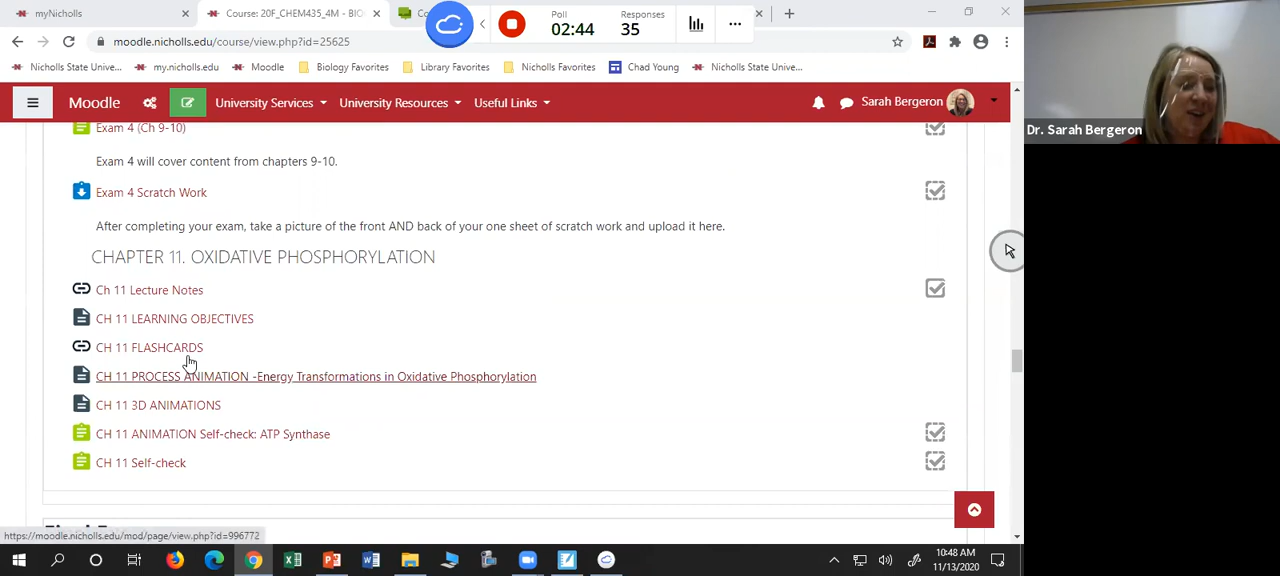 myNicholls
Course: 20F_CHEM435_4M - BIO
Co
Poll
02:44
Responses
35
moodle.nicholls.edu/course/view.php?id=25625
Nicholls State Unive...
my.nicholls.edu
Moodle
Biology Favorites
Library Favorites
Nicholls Favorites
Chad Young
Nicholls State Unive...
Moodle
University Services
University Resources
Useful Links
Sarah Bergeron
Dr. Sarah Bergeron
Exam 4 (Ch 9-10)
Exam 4 will cover content from chapters 9-10.
Exam 4 Scratch Work
After completing your exam, take a picture of the front AND back of your one sheet of scratch work and upload it here.
CHAPTER 11. OXIDATIVE PHOSPHORYLATION
Ch 11 Lecture Notes
CH 11 LEARNING OBJECTIVES
CH 11 FLASHCARDS
CH 11 PROCESS ANIMATION -Energy Transformations in Oxidative Phosphorylation
CH 11 3D ANIMATIONS
CH 11 ANIMATION Self-check: ATP Synthase
CH 11 Self-check
https://moodle.nicholls.edu/mod/page/view.php?id=996772
10:48 AM
11/13/2020